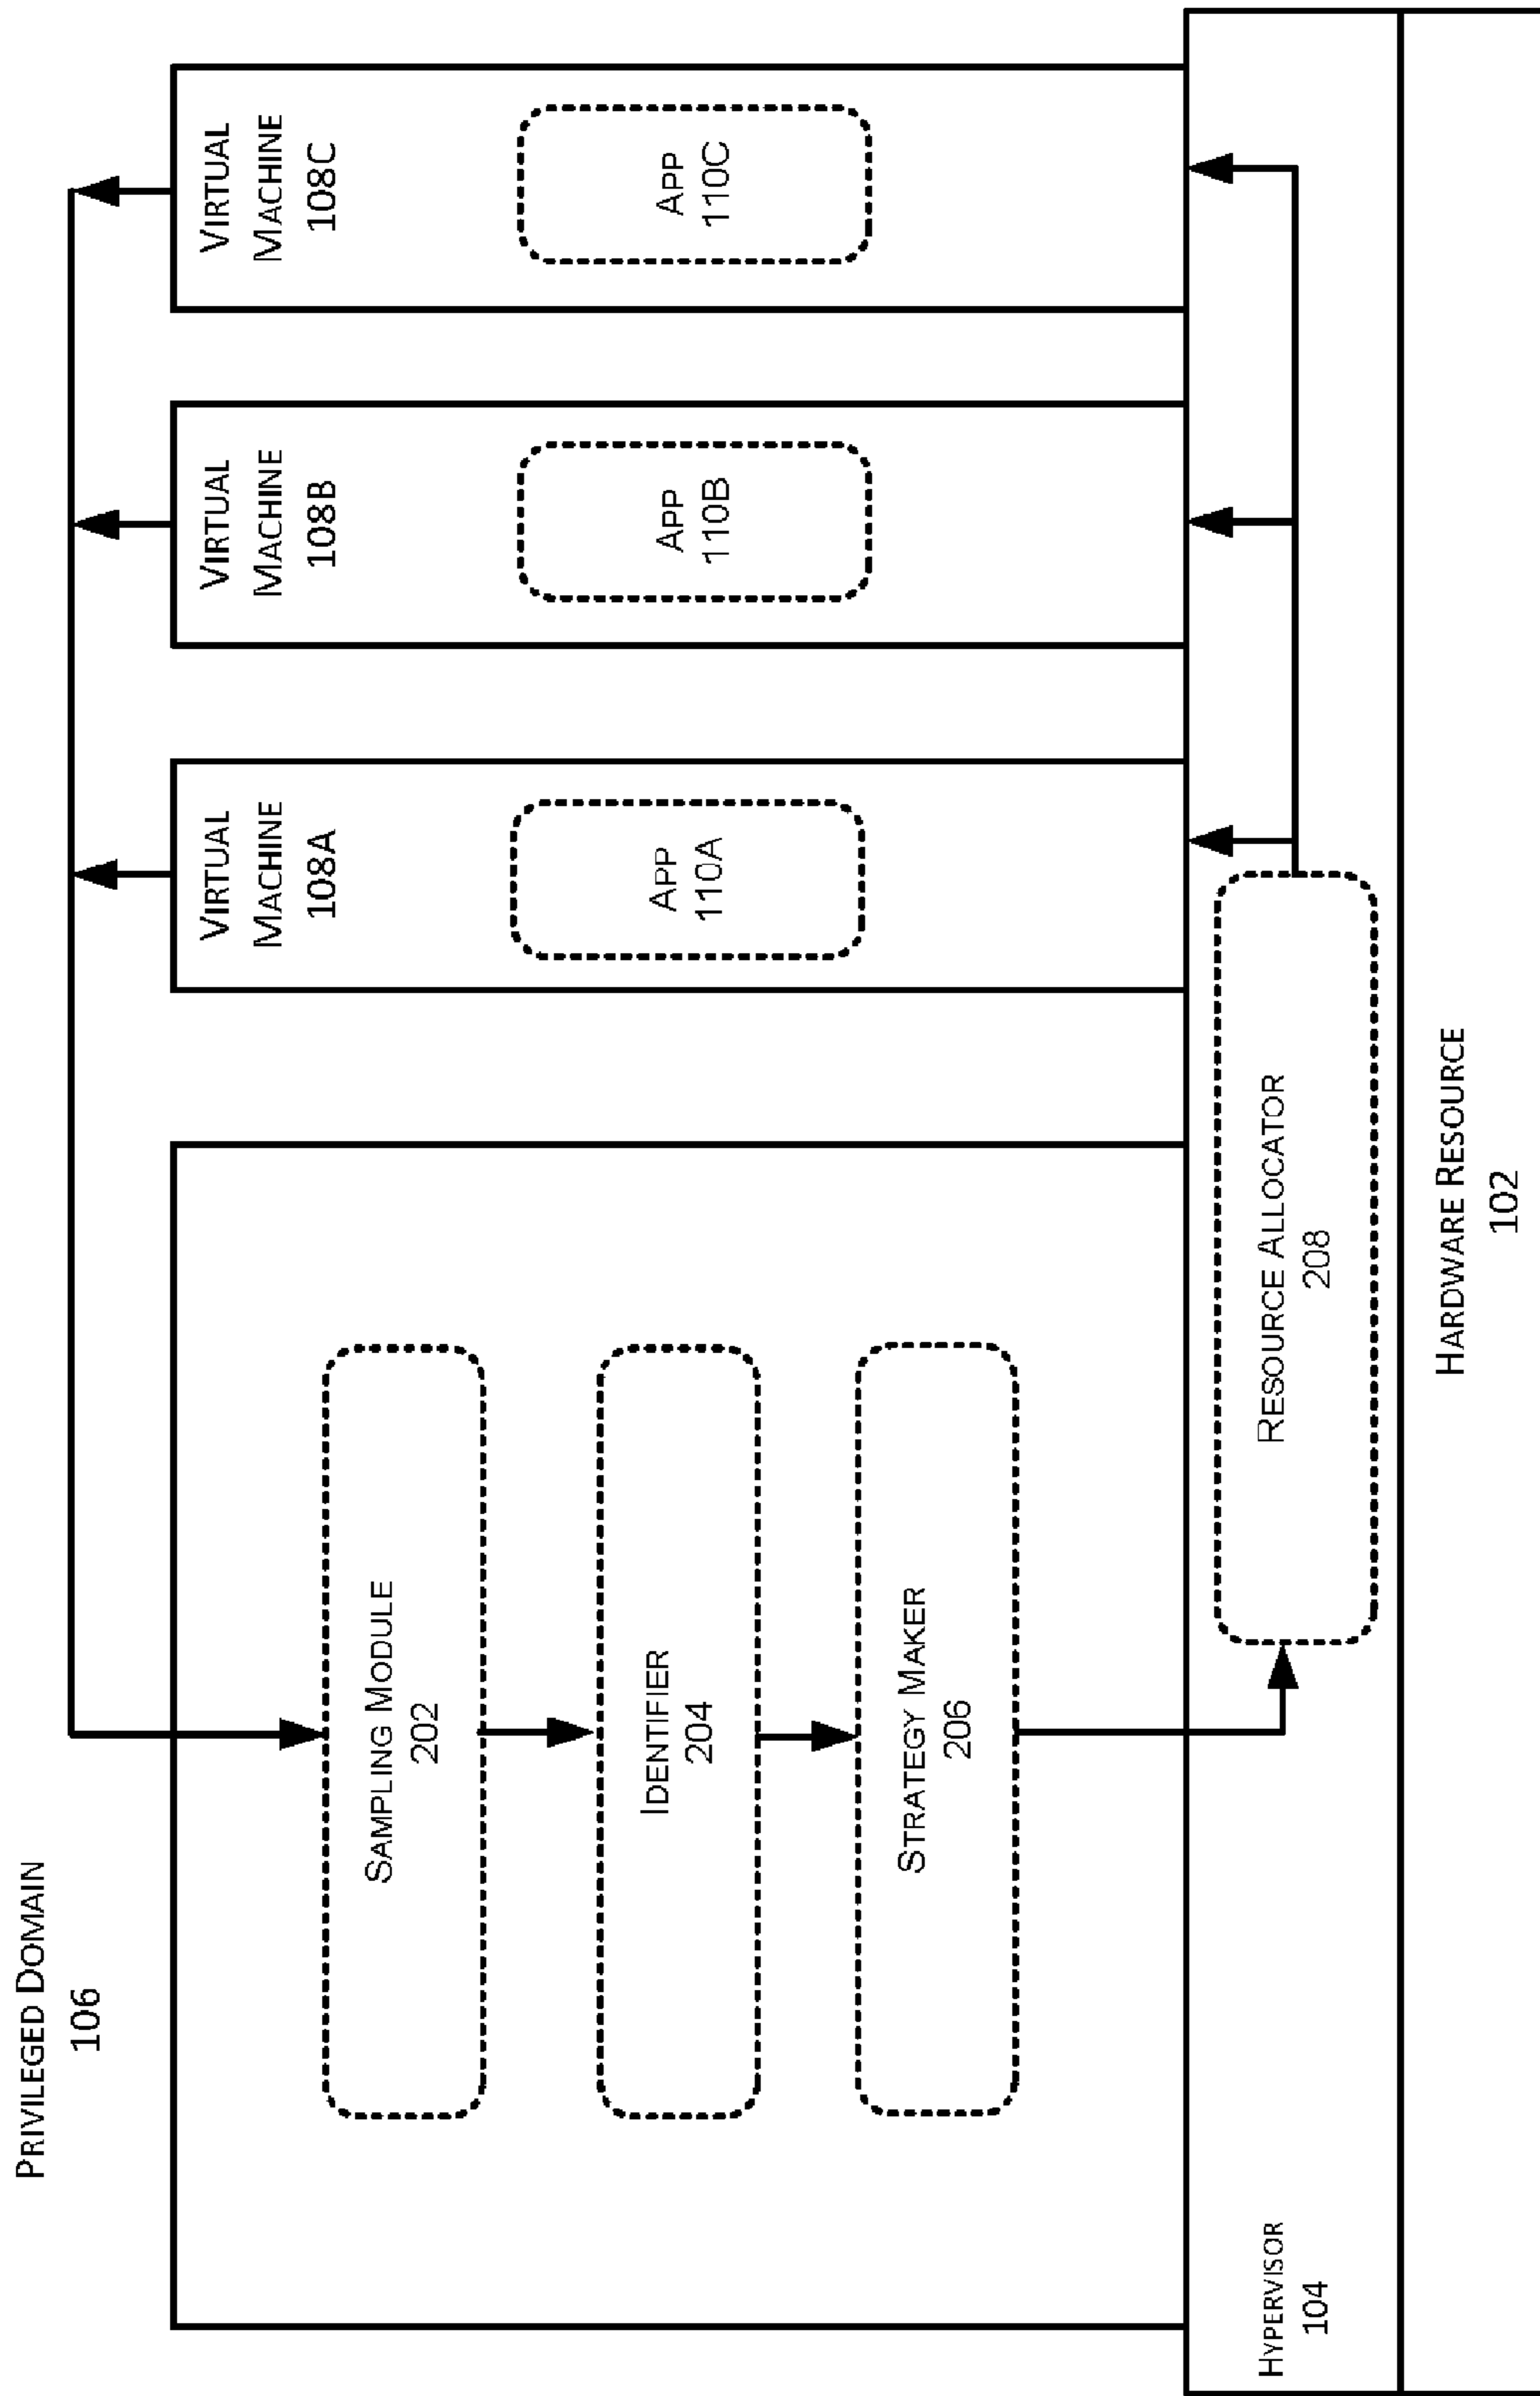 PRIVILEGED DOMAIN
106
SAMPLING MODULE
202
IDENTIFIER
204
STRATEGY MAKER
206
VIRTUAL
MACHINE
108A
APP
110A
VIRTUAL
MACHINE
108B
APP
110B
VIRTUAL
MACHINE
108C
APP
110C
HYPERVISOR
104
RESOURCE ALLOCATOR
208
HARDWARE RESOURCE
102